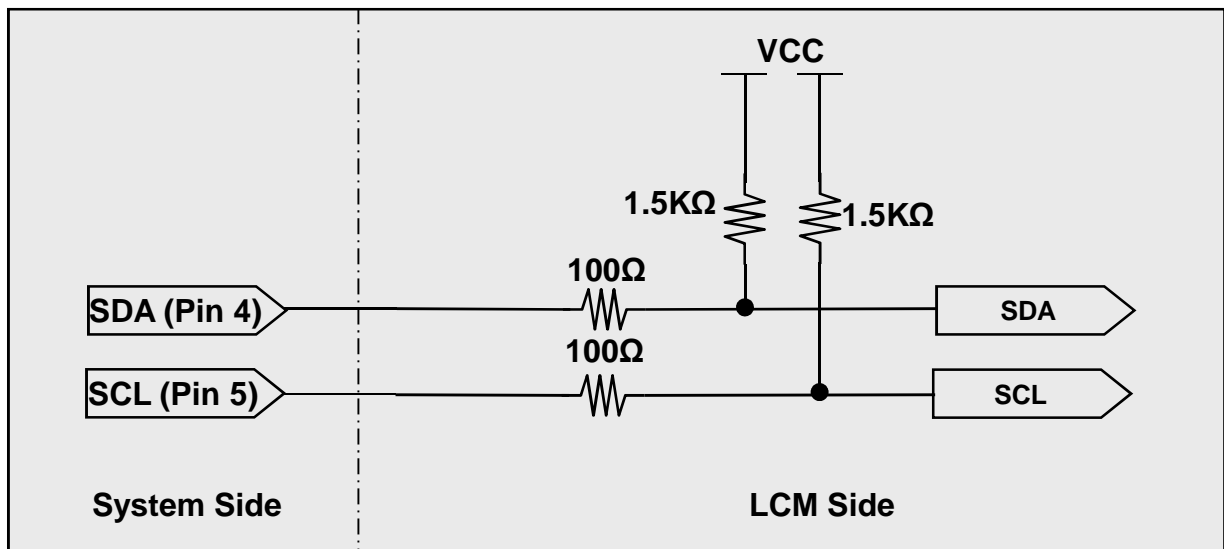 VCC
1.5KΩ
1.5KΩ
100Ω
SDA (Pin 4)
SDA
100Ω
SCL (Pin 5)
SCL
System Side
LCM Side